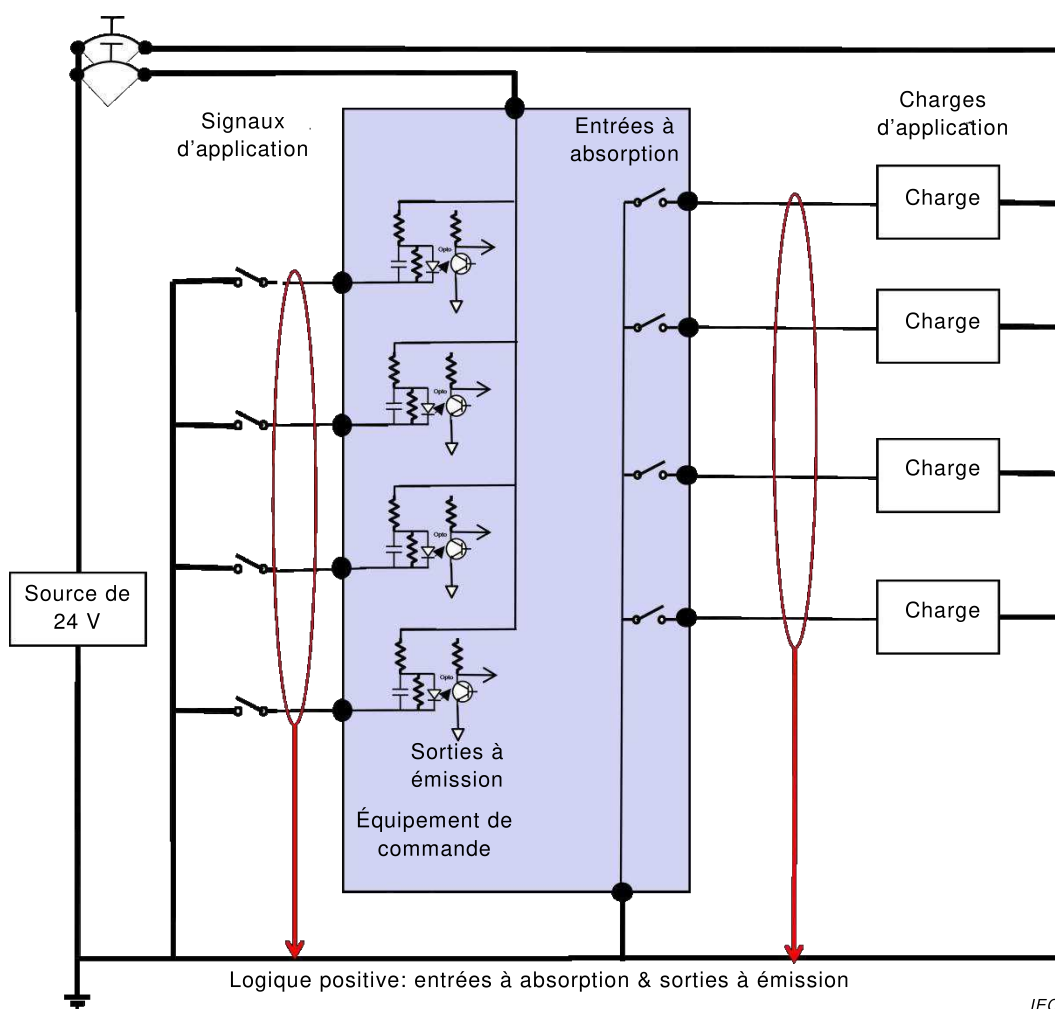 Signaux
d'application
Entrées à
absorption
Charges
d'application
Charge
Opto
Charge
Opto
Source de
24 V
Charge
Opto
Charge
Opto
Sorties à
émission
Équipement de
commande
Logique positive: entrées à absorption & sorties à émission
IEC